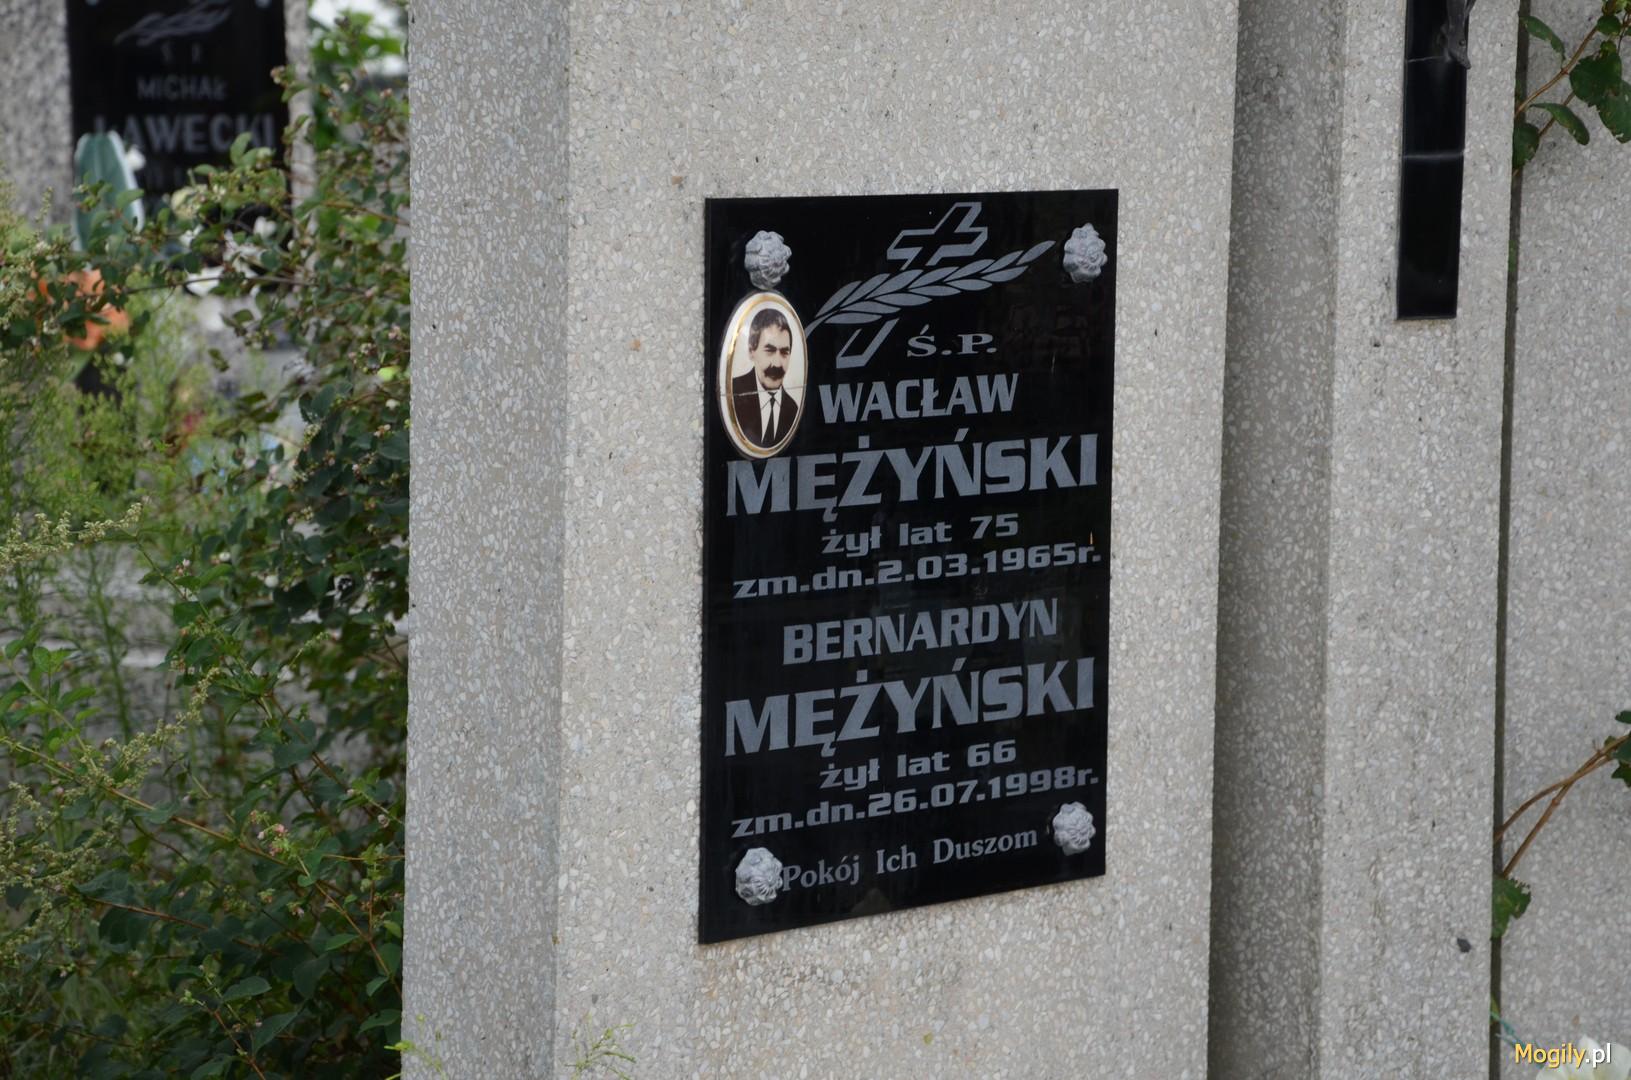 Ś. P.
MICHAŁ
ŁAWECKI
Ś.P.
WACŁAW
MĘŻYŃSKI
żył lat 75
zm.dn.2.03.1965r.
BERNARDYN
MĘŻYŃSKI
żył lat 66
zm.dn.26.07.1998r.
Pokój Ich Duszom
Mogily.pl